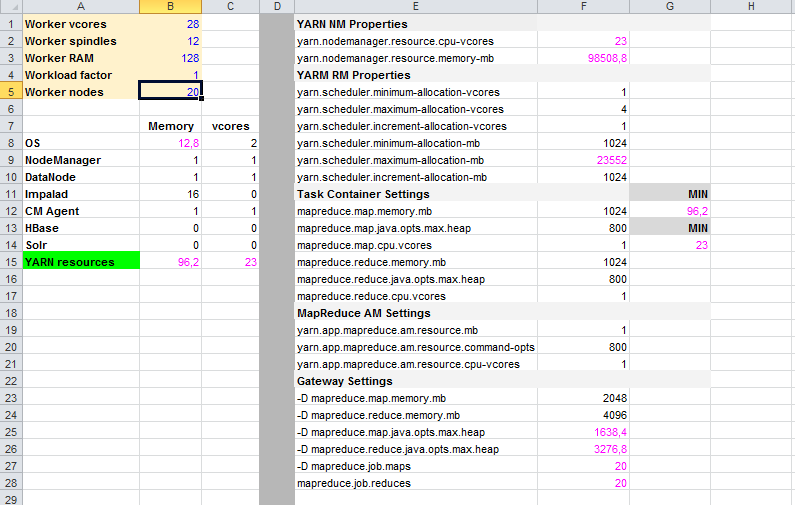 A B C D E F G H
1 Worker vcores 28 YARN NM Properties
2 Worker spindles 12 yarn.nodemanager.resource.cpu-vcores 23
3 Worker RAM 128 yarn.nodemanager.resource.memory-mb 98508,8
4 Workload factor 1 YARM RM Properties
5 Worker nodes 20 yarn.scheduler.minimum-allocation-vcores 1
6 yarn.scheduler.maximum-allocation-vcores 4
7 Memory vcores yarn.scheduler.increment-allocation-vcores 1
8 OS 12,8 2 yarn.scheduler.minimum-allocation-mb 1024
9 NodeManager 1 1 yarn.scheduler.maximum-allocation-mb 23552
10 DataNode 1 1 yarn.scheduler.increment-allocation-mb 1024
11 Impalad 16 0 Task Container Settings MIN
12 CM Agent 1 1 mapreduce.map.memory.mb 1024 96,2
13 HBase 0 0 mapreduce.map.java.opts.max.heap 800 MIN
14 Solr 0 0 mapreduce.map.cpu.vcores 1 23
15 YARN resources 96,2 23 mapreduce.reduce.memory.mb 1024
16 mapreduce.reduce.java.opts.max.heap 800
17 mapreduce.reduce.cpu.vcores 1
18 MapReduce AM Settings
19 yarn.app.mapreduce.am.resource.mb 1
20 yarn.app.mapreduce.am.resource.command-opts 800
21 yarn.app.mapreduce.am.resource.cpu-vcores 1
22 Gateway Settings
23 -D mapreduce.map.memory.mb 2048
24 -D mapreduce.reduce.memory.mb 4096
25 -D mapreduce.map.java.opts.max.heap 1638,4
26 -D mapreduce.reduce.java.opts.max.heap 3276,8
27 -D mapreduce.job.maps 20
28 mapreduce.job.reduces 20
29